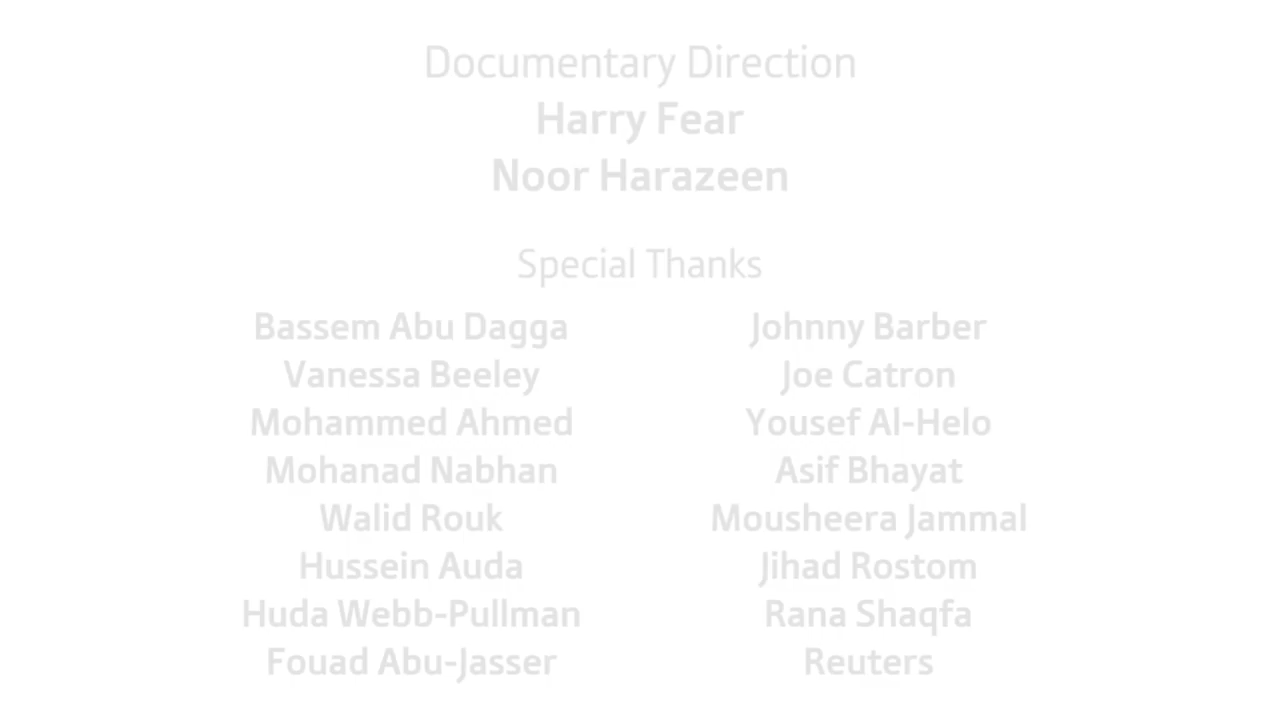 Documentary Direction
Harry Fear
Noor Harazeen
Special Thanks
Bassem Abu Dagga
Vanessa Beeley
Mohammed Ahmed
Mohanad Nabhan
Walid Rouk
Hussein Auda
Huda Webb-Pullman
Fouad Abu-Jasser
Johnny Barber
Joe Catron
Yousef Al-Helo
Asif Bhayat
Mousheera Jammal
Jihad Rostom
Rana Shaqfa
Reuters